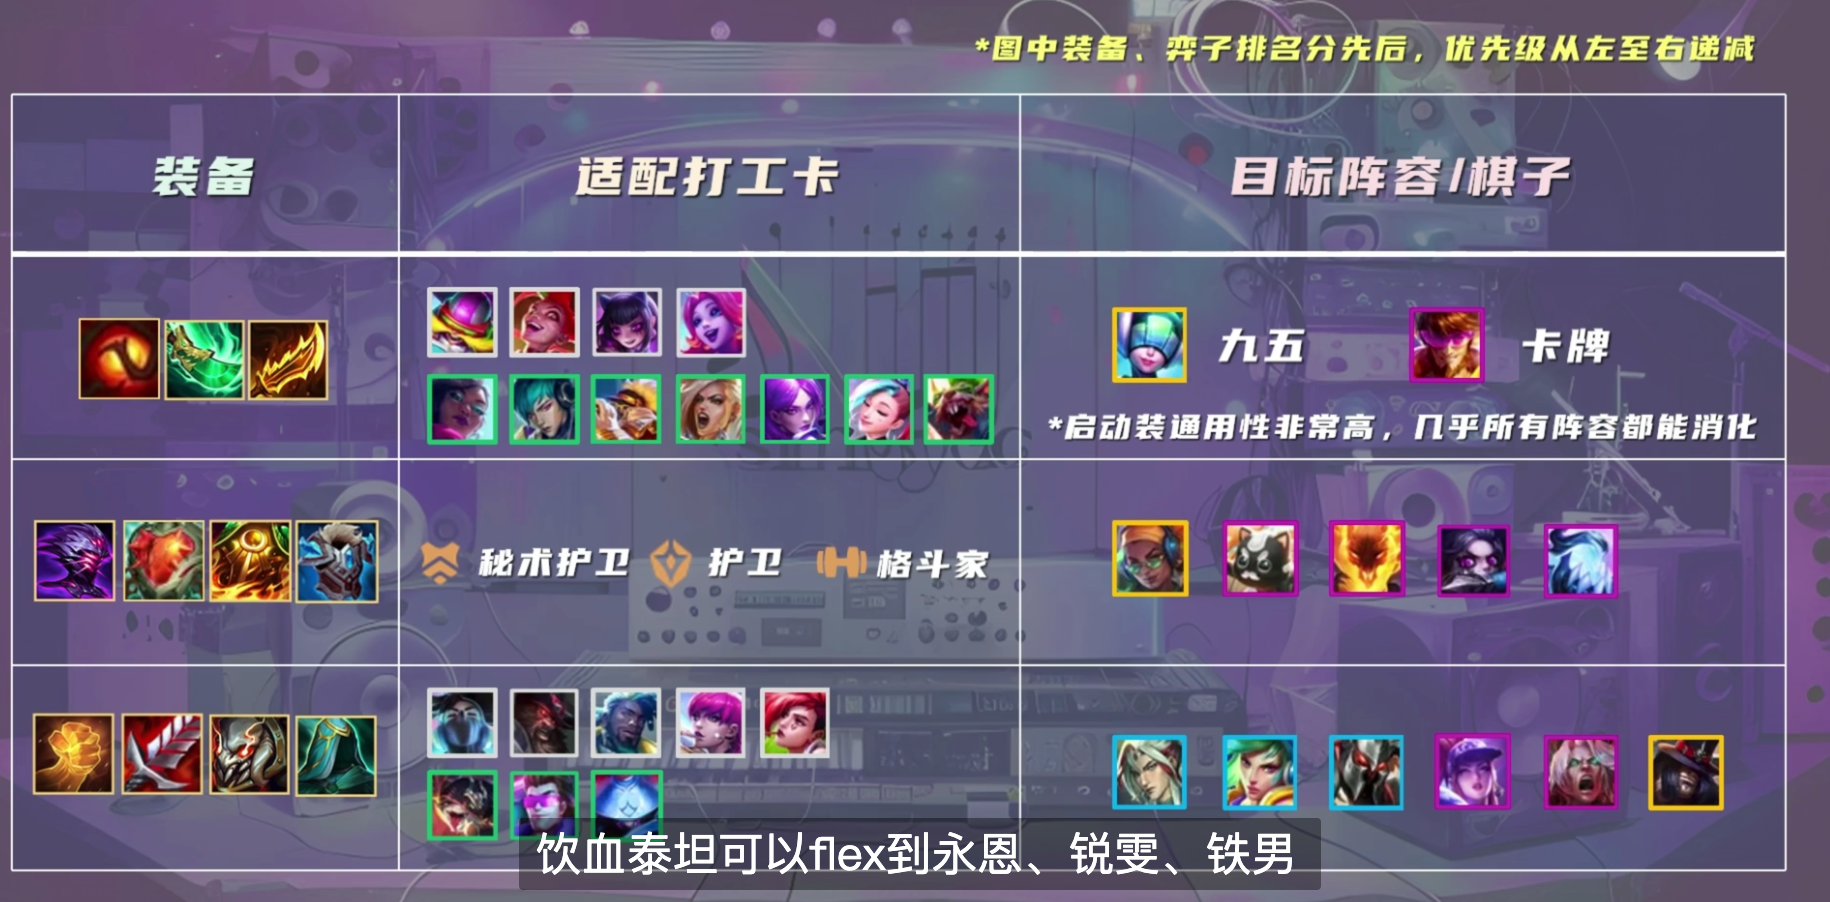 *图中装备、弈子排名分先后，优先级从左至右递减
装备
适配打工卡
目标阵容/棋子
九五
卡牌
*启动装通用性非常高，几乎所有阵容都能消化
秘术护卫
护卫
格斗家
饮血泰坦可以flex到永恩、锐雯、铁男